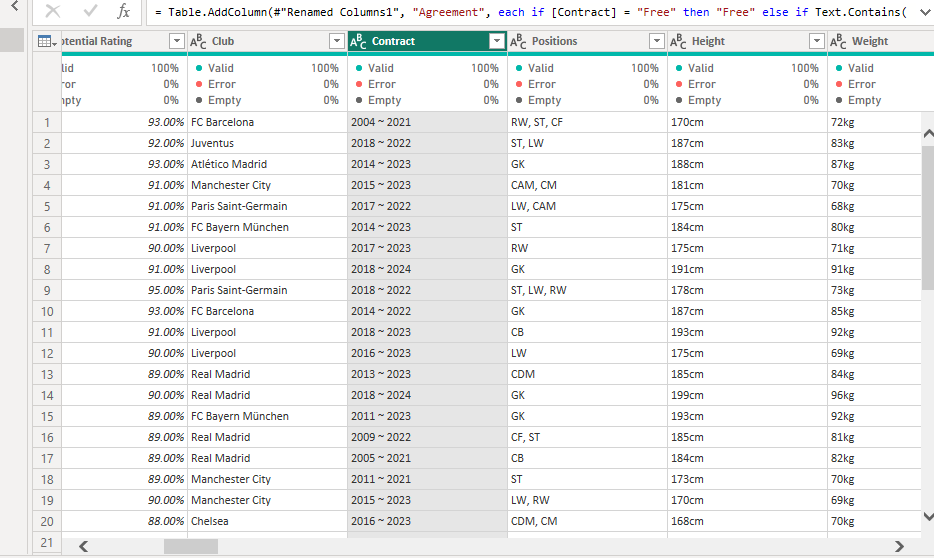 fx = Table.AddColumn(#"Renamed Columns1", "Agreement", each if [Contract] = "Free" then "Free" else if Text.Contains(
otential Rating ABC Club ABC Contract ABC Positions ABC Height ABC Weight
lid 100% Valid 100% Valid 100% Valid 100% Valid 100% Valid
ror 0% Error 0% Error 0% Error 0% Error 0% Error
npty 0% Empty 0% Empty 0% Empty 0% Empty 0% Empty
1 93.00% FC Barcelona 2004 ~ 2021 RW, ST, CF 170cm 72kg
2 92.00% Juventus 2018 ~ 2022 ST, LW 187cm 83kg
3 93.00% Atlético Madrid 2014 ~ 2023 GK 188cm 87kg
4 91.00% Manchester City 2015 ~ 2023 CAM, CM 181cm 70kg
5 91.00% Paris Saint-Germain 2017 ~ 2022 LW, CAM 175cm 68kg
6 91.00% FC Bayern München 2014 ~ 2023 ST 184cm 80kg
7 90.00% Liverpool 2017 ~ 2023 RW 175cm 71kg
8 91.00% Liverpool 2018 ~ 2024 GK 191cm 91kg
9 95.00% Paris Saint-Germain 2018 ~ 2022 ST, LW, RW 178cm 73kg
10 93.00% FC Barcelona 2014 ~ 2022 GK 187cm 85kg
11 91.00% Liverpool 2018 ~ 2023 CB 193cm 92kg
12 90.00% Liverpool 2016 ~ 2023 LW 175cm 69kg
13 89.00% Real Madrid 2013 ~ 2023 CDM 185cm 84kg
14 90.00% Real Madrid 2018 ~ 2024 GK 199cm 96kg
15 89.00% FC Bayern München 2011 ~ 2023 GK 193cm 92kg
16 89.00% Real Madrid 2009 ~ 2022 CF, ST 185cm 81kg
17 89.00% Real Madrid 2005 ~ 2021 CB 184cm 82kg
18 89.00% Manchester City 2011 ~ 2021 ST 173cm 70kg
19 90.00% Manchester City 2015 ~ 2023 LW, RW 170cm 69kg
20 88.00% Chelsea 2016 ~ 2023 CDM, CM 168cm 70kg
21